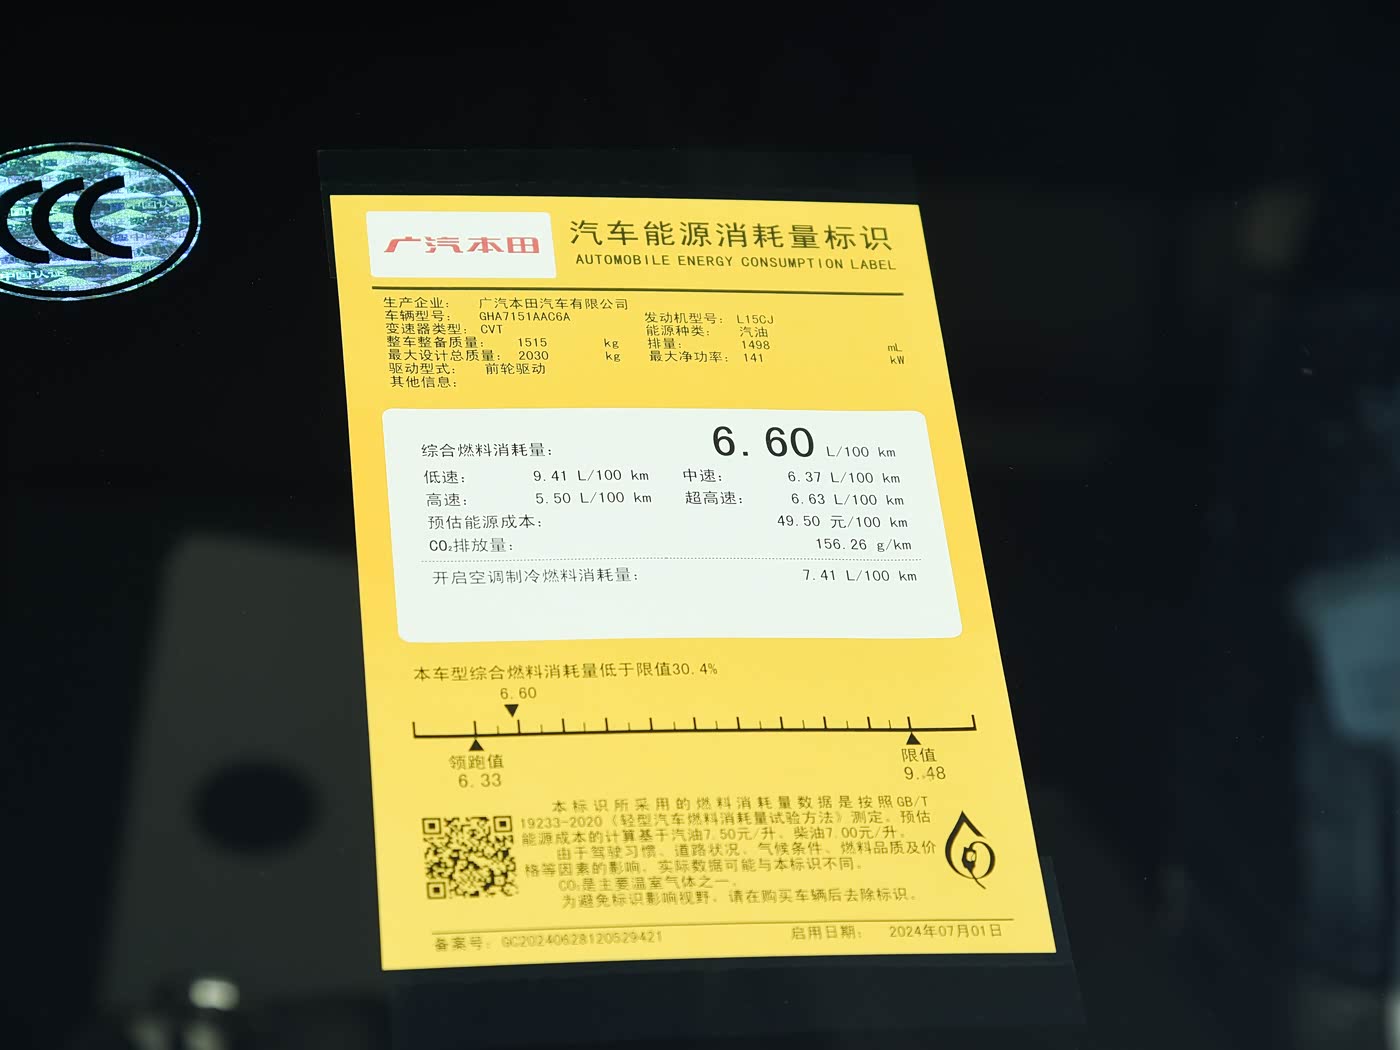 CCC
中国认证
广汽本田
汽车能源消耗量标识
AUTOMOBILE ENERGY CONSUMPTION LABEL
生产企业: 广汽本田汽车有限公司
车辆型号: GHA7151AAC6A 发动机型号: L15CJ
变速器类型: CVT 能源种类: 汽油
整车整备质量: 1515 kg 排量: 1498 mL
最大设计总质量: 2030 kg 最大净功率: 141 kW
驱动型式: 前轮驱动
其他信息:
综合燃料消耗量: 6.60 L/100 km
低速: 9.41 L/100 km 中速: 6.37 L/100 km
高速: 5.50 L/100 km 超高速: 6.63 L/100 km
预估能源成本: 49.50 元/100 km
CO₂排放量: 156.26 g/km
开启空调制冷燃料消耗量: 7.41 L/100 km
本车型综合燃料消耗量低于限值30.4%
6.60
领跑值 限值
6.33 9.48
本标识所采用的燃料消耗量数据是按照GB/T
19233-2020《轻型汽车燃料消耗量试验方法》测定。预估
能源成本的计算基于汽油7.50元/升、柴油7.00元/升。
由于驾驶习惯、道路状况、气候条件、燃料品质及价
格等因素的影响，实际数据可能与本标识不同。
CO₂是主要温室气体之一。
为避免标识影响视野，请在购买车辆后去除标识。
备案号: GC20240628120529421 启用日期: 2024年07月01日